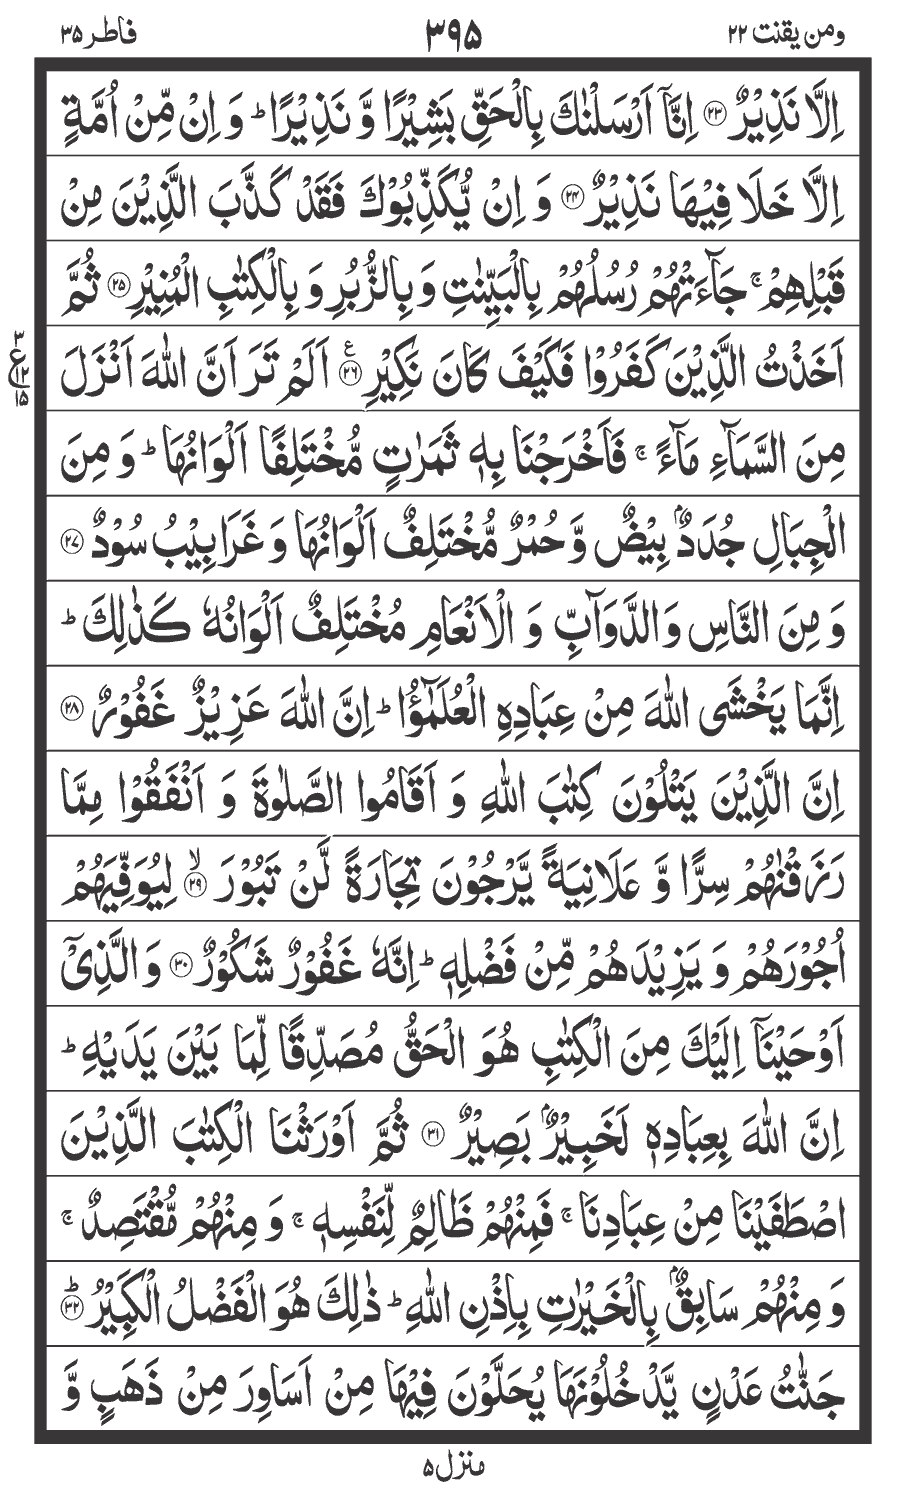 ومن يقنت ٢٢
٣٩٥
فاطر ٣٥
اِلَّا نَذِيْرٌ ٢٣ اِنَّاۤ اَرْسَلْنٰكَ بِالْحَقِّ بَشِيْرًا وَّ نَذِيْرًاؕ وَ اِنْ مِّنْ اُمَّةٍ
اِلَّا خَلَا فِيْهَا نَذِيْرٌ ٢٤ وَ اِنْ يُّكَذِّبُوْكَ فَقَدْ كَذَّبَ الَّذِيْنَ مِنْ
قَبْلِهِمْۚ جَآءَتْهُمْ رُسُلُهُمْ بِالْبَيِّنٰتِ وَ بِالزُّبُرِ وَ بِالْكِتٰبِ الْمُنِيْرِ ٢٥ ثُمَّ
اَخَذْتُ الَّذِيْنَ كَفَرُوْا فَكَيْفَ كَانَ نَكِيْرِ ٢٦ ع اَلَمْ تَرَ اَنَّ اللّٰهَ اَنْزَلَ
٣
ع
١٢
١٥
مِنَ السَّمَآءِ مَآءًۚ فَاَخْرَجْنَا بِهٖ ثَمَرٰتٍ مُّخْتَلِفًا اَلْوَانُهَاؕ وَ مِنَ
الْجِبَالِ جُدَدٌۢ بِيْضٌ وَّ حُمْرٌ مُّخْتَلِفٌ اَلْوَانُهَا وَ غَرَابِيْبُ سُوْدٌ ٢٧
وَ مِنَ النَّاسِ وَ الدَّوَآبِّ وَ الْاَنْعَامِ مُخْتَلِفٌ اَلْوَانُهٗ كَذٰلِكَؕ
اِنَّمَا يَخْشَى اللّٰهَ مِنْ عِبَادِهِ الْعُلَمٰٓؤُاؕ اِنَّ اللّٰهَ عَزِيْزٌ غَفُوْرٌ ٢٨
اِنَّ الَّذِيْنَ يَتْلُوْنَ كِتٰبَ اللّٰهِ وَ اَقَامُوا الصَّلٰوةَ وَ اَنْفَقُوْا مِمَّا
رَزَقْنٰهُمْ سِرًّا وَّ عَلَانِيَةً يَّرْجُوْنَ تِجَارَةً لَّنْ تَبُوْرَ ٢٩ ۙ لِيُوَفِّيَهُمْ
اُجُوْرَهُمْ وَ يَزِيْدَهُمْ مِّنْ فَضْلِهٖؕ اِنَّهٗ غَفُوْرٌ شَكُوْرٌ ٣٠ وَ الَّذِيْۤ
اَوْحَيْنَاۤ اِلَيْكَ مِنَ الْكِتٰبِ هُوَ الْحَقُّ مُصَدِّقًا لِّمَا بَيْنَ يَدَيْهِؕ
اِنَّ اللّٰهَ بِعِبَادِهٖ لَخَبِيْرٌۢ بَصِيْرٌ ٣١ ثُمَّ اَوْرَثْنَا الْكِتٰبَ الَّذِيْنَ
اصْطَفَيْنَا مِنْ عِبَادِنَاۚ فَمِنْهُمْ ظَالِمٌ لِّنَفْسِهٖۚ وَ مِنْهُمْ مُّقْتَصِدٌۚ
وَ مِنْهُمْ سَابِقٌۢ بِالْخَيْرٰتِ بِاِذْنِ اللّٰهِؕ ذٰلِكَ هُوَ الْفَضْلُ الْكَبِيْرُ ٣٢ؕ
جَنّٰتُ عَدْنٍ يَّدْخُلُوْنَهَا يُحَلَّوْنَ فِيْهَا مِنْ اَسَاوِرَ مِنْ ذَهَبٍ وَّ
منزل ٥